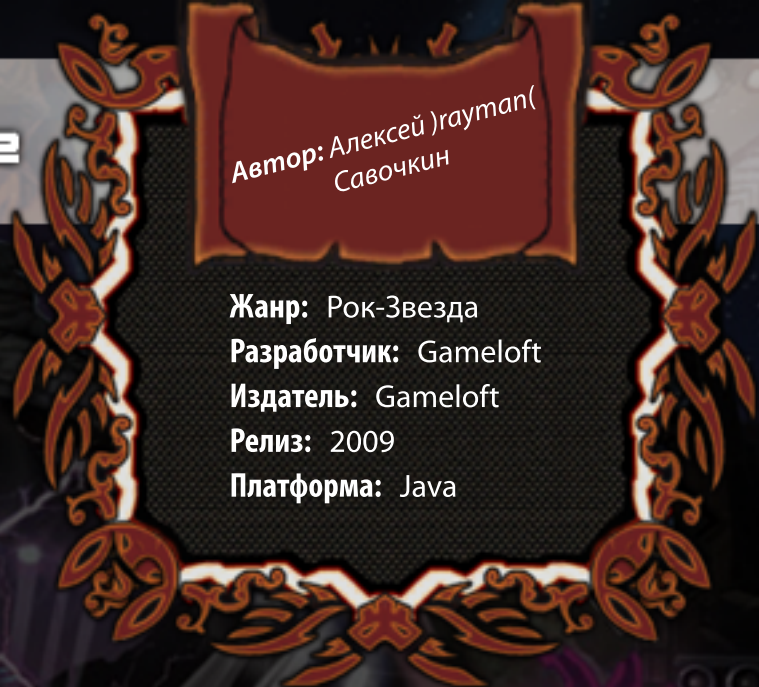 Автор: Алексей )rayman(
Савочкин
Жанр: Рок-Звезда
Разработчик: Gameloft
Издатель: Gameloft
Релиз: 2009
Платформа: Java